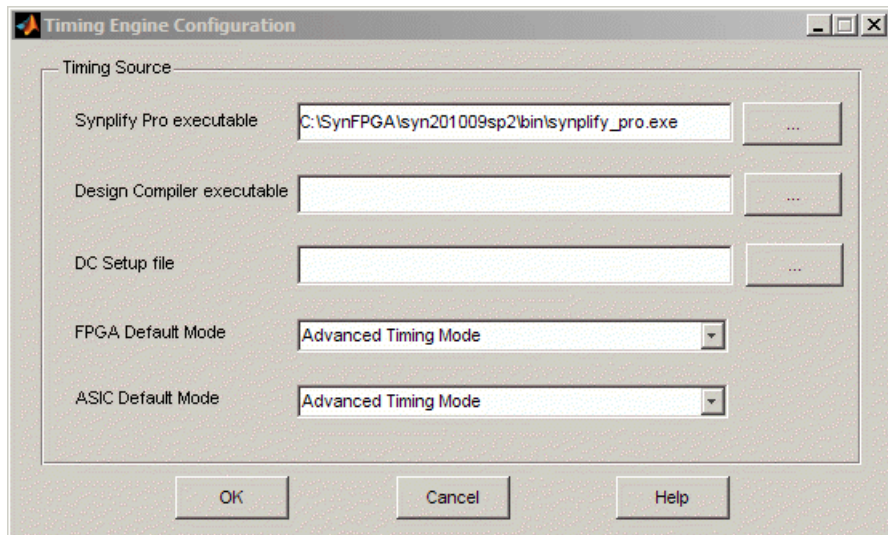 Timing Engine Configuration
Timing Source
Synplify Pro executable
C:\SynFPGA\syn201009sp2\bin\synplify_pro.exe
...
Design Compiler executable
...
DC Setup file
...
FPGA Default Mode
Advanced Timing Mode
ASIC Default Mode
Advanced Timing Mode
OK
Cancel
Help